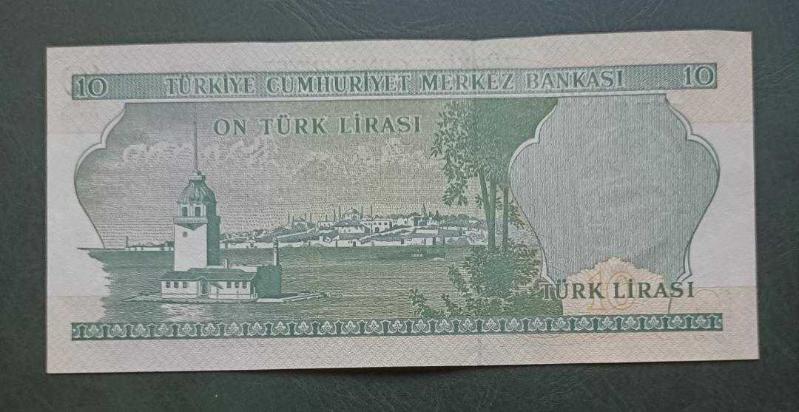 10 TÜRKİYE CUMHURİYET MERKEZ BANKASI 10
ON TÜRK LİRASI
10
TÜRK LİRASI